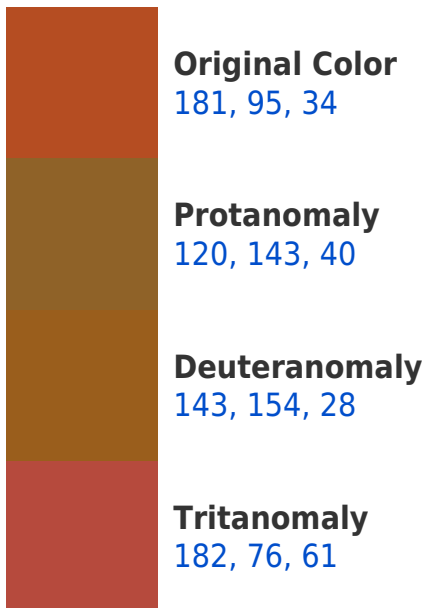 Original Color
181, 95, 34
Protanomaly
120, 143, 40
Deuteranomaly
143, 154, 28
Tritanomaly
182, 76, 61